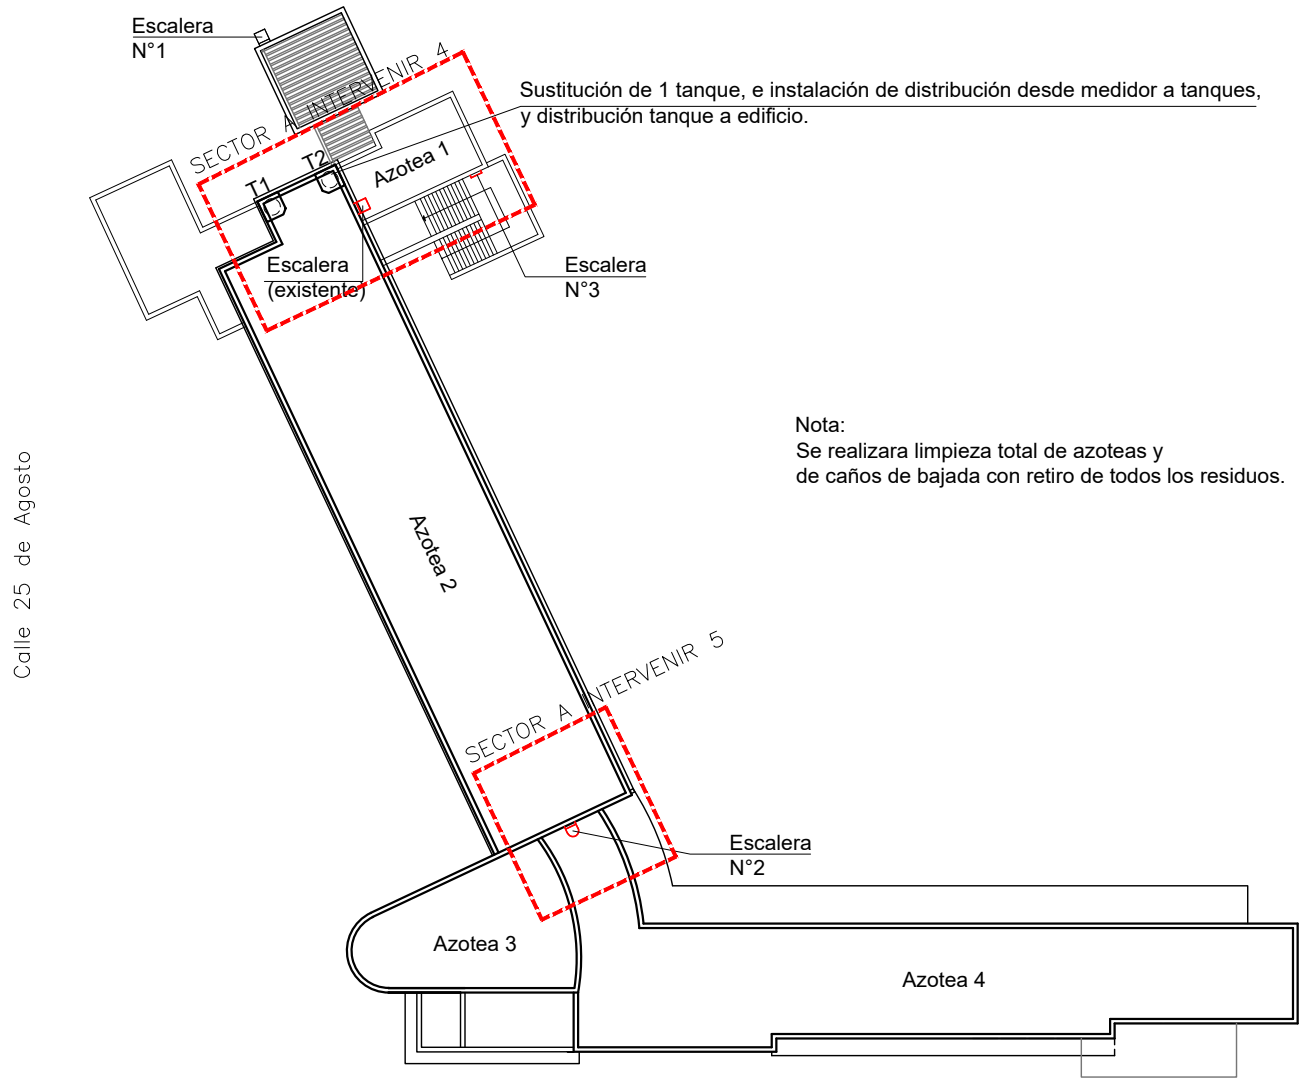 Escalera
N°1
SECTOR A INTERVENIR 4
Sustitución de 1 tanque, e instalación de distribución desde medidor a tanques,
y distribución tanque a edificio.
T1
T2
Azotea 1
Escalera
(existente)
Escalera
N°3
Nota:
Se realizara limpieza total de azoteas y
de caños de bajada con retiro de todos los residuos.
Calle 25 de Agosto
Azotea 2
SECTOR A INTERVENIR 5
Escalera
N°2
Azotea 3
Azotea 4